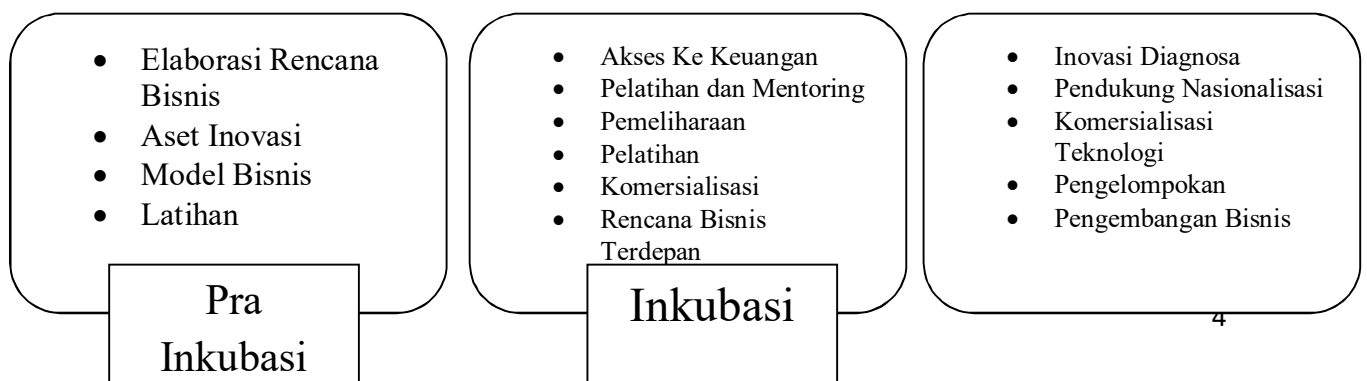 • Elaborasi Rencana
Bisnis
• Aset Inovasi
• Model Bisnis
• Latihan
Pra
Inkubasi
• Akses Ke Keuangan
• Pelatihan dan Mentoring
• Pemeliharaan
• Pelatihan
• Komersialisasi
• Rencana Bisnis
Terdepan
Inkubasi
• Inovasi Diagnosa
• Pendukung Nasionalisasi
• Komersialisasi
Teknologi
• Pengelompokan
• Pengembangan Bisnis
4